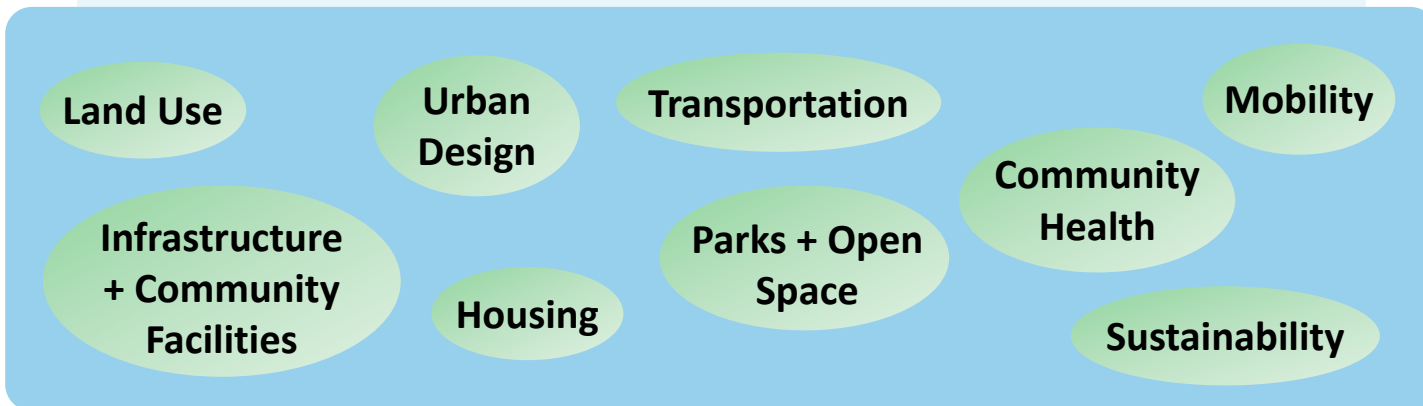 Land Use
Urban
Design
Transportation
Mobility
Community
Health
Infrastructure
+ Community
Facilities
Parks + Open
Space
Housing
Sustainability